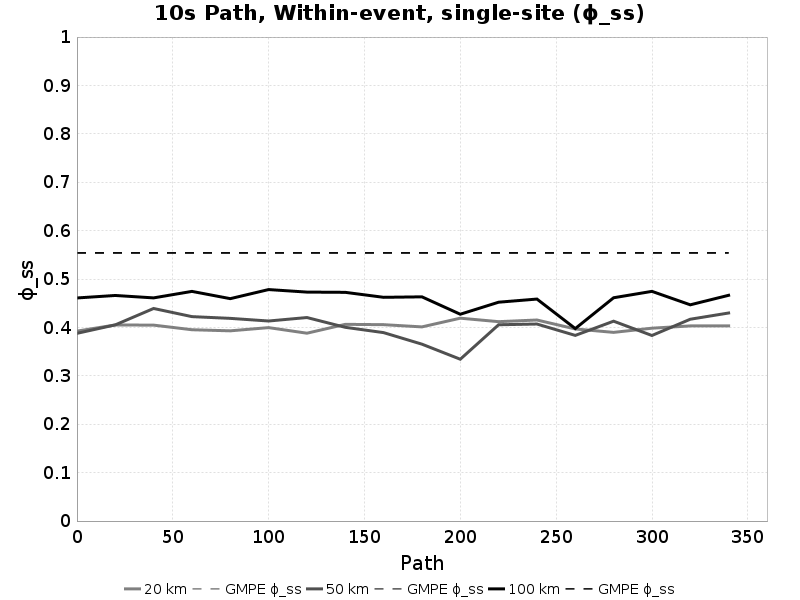 10s Path, Within-event, single-site (ϕ_ss)
1
0.9
0.8
0.7
0.6
0.5
0.4
0.3
0.2
0.1
0
ϕ_ss
0 50 100 150 200 250 300 350
Path
20 km GMPE ϕ_ss 50 km GMPE ϕ_ss 100 km GMPE ϕ_ss